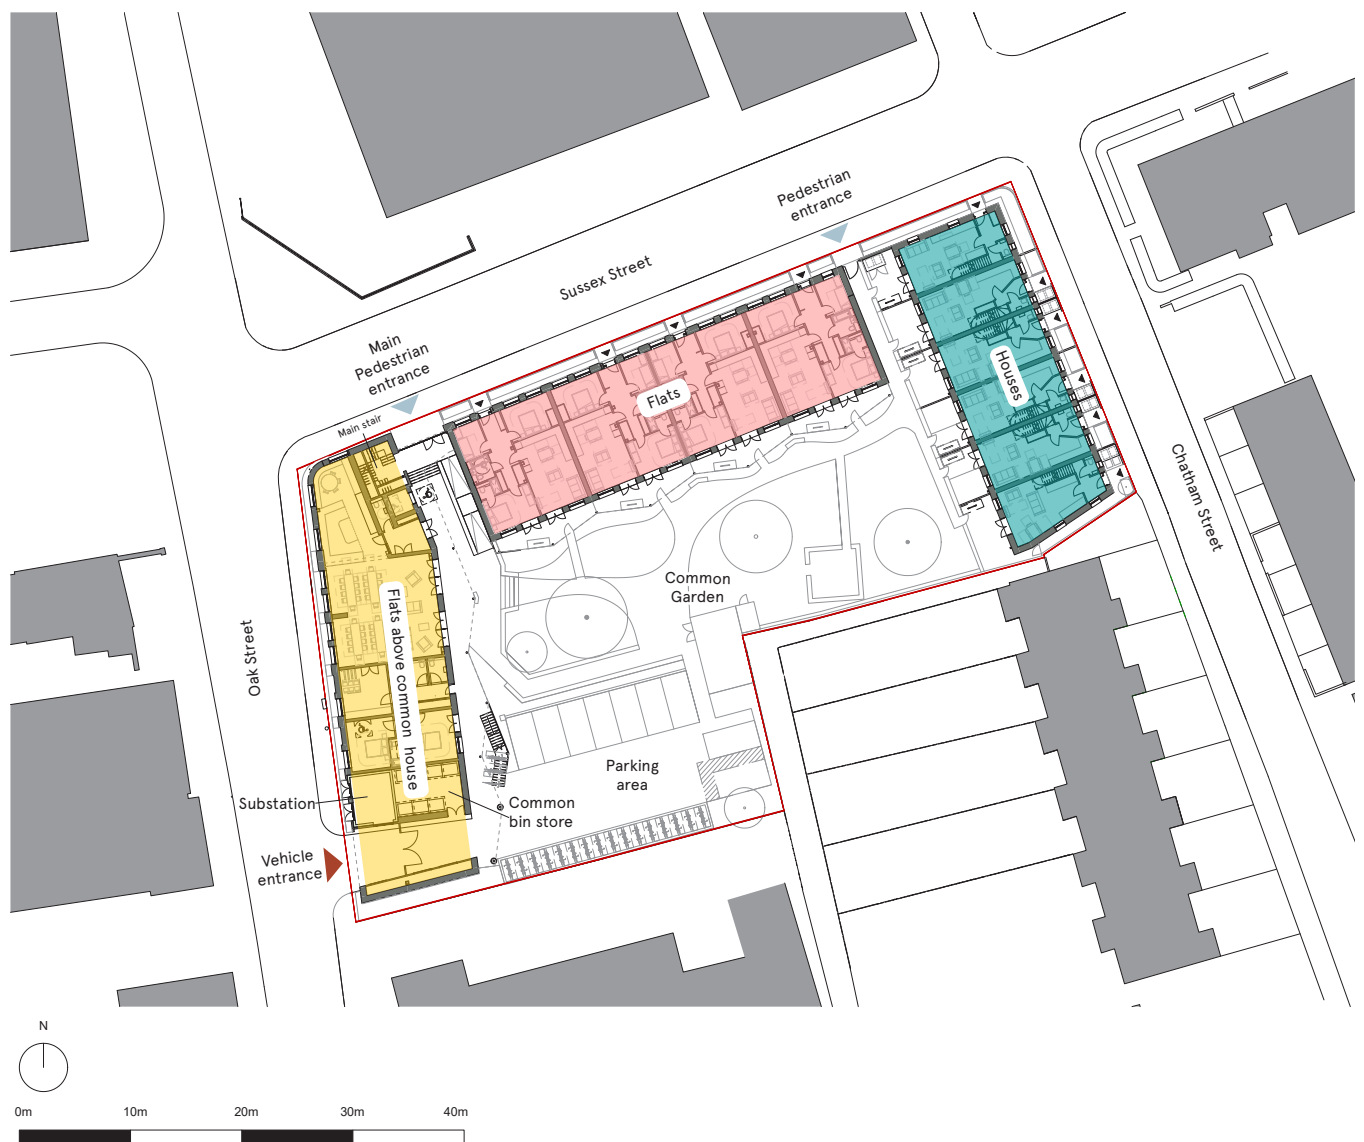 Pedestrian
entrance
Sussex Street
Main
Pedestrian
entrance
Main stair
Flats
Houses
Chatham Street
Common
Garden
Oak Street
Flats above common house
Parking
area
Substation
Common
bin store
Vehicle
entrance
N
0m 10m 20m 30m 40m